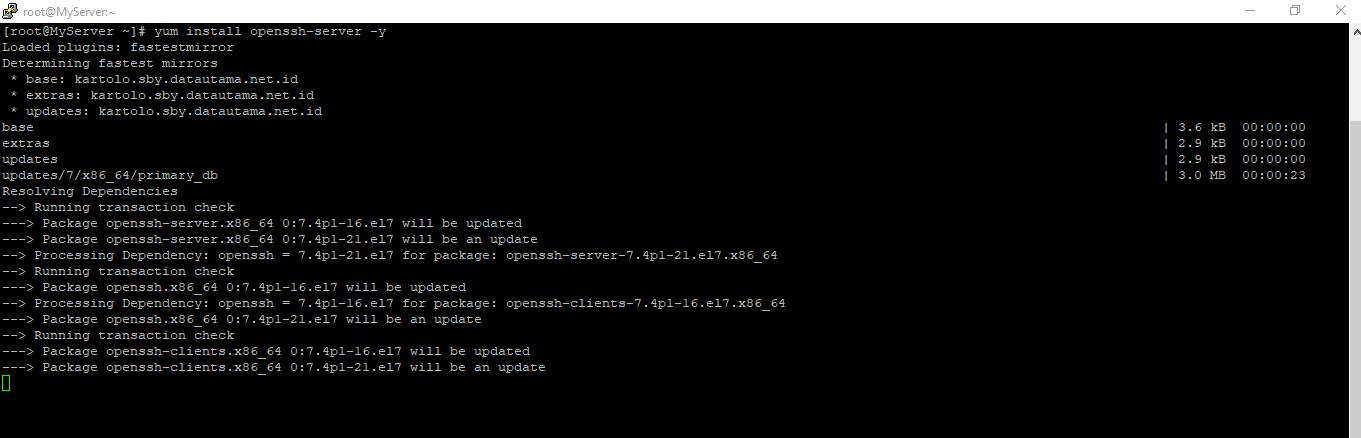 root@MyServer:~
[root@MyServer ~]# yum install openssh-server -y
Loaded plugins: fastestmirror
Determining fastest mirrors
 * base: kartolo.sby.datautama.net.id
 * extras: kartolo.sby.datautama.net.id
 * updates: kartolo.sby.datautama.net.id
base | 3.6 kB 00:00:00
extras | 2.9 kB 00:00:00
updates | 2.9 kB 00:00:00
updates/7/x86_64/primary_db | 3.0 MB 00:00:23
Resolving Dependencies
--> Running transaction check
---> Package openssh-server.x86_64 0:7.4p1-16.el7 will be updated
---> Package openssh-server.x86_64 0:7.4p1-21.el7 will be an update
--> Processing Dependency: openssh = 7.4p1-21.el7 for package: openssh-server-7.4p1-21.el7.x86_64
--> Running transaction check
---> Package openssh.x86_64 0:7.4p1-16.el7 will be updated
--> Processing Dependency: openssh = 7.4p1-16.el7 for package: openssh-clients-7.4p1-16.el7.x86_64
---> Package openssh.x86_64 0:7.4p1-21.el7 will be an update
--> Running transaction check
---> Package openssh-clients.x86_64 0:7.4p1-16.el7 will be updated
---> Package openssh-clients.x86_64 0:7.4p1-21.el7 will be an update